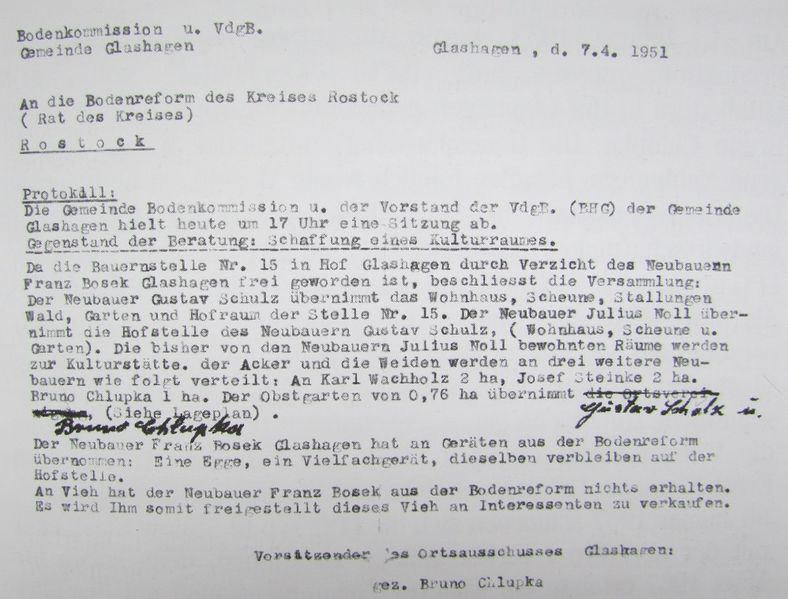 Bodenkommission u. VdgB.
Gemeinde Glashagen
Glashagen , d. 7.4. 1951
An die Bodenreform des Kreises Rostock
( Rat des Kreises)
R o s t o c k
Protokill:
Die Gemeinde Bodenkommission u. der Vorstand der VdgB. (BHG) der Gemeinde
Glashagen hielt heute um 17 Uhr eine Sitzung ab.
Gegenstand der Beratung: Schaffung eines Kulturraumes.
Da die Bauernstelle Nr. 15 in Hof Glashagen durch Verzicht des Neubauenn
Franz Bosek Glashagen frei geworden ist, beschliesst die Versammlung:
Der Neubauer Gustav Schulz übernimmt das Wohnhaus, Scheune, Stallungen
Wald, Garten und Hofraum der Stelle Nr. 15. Der Neubauer Julius Noll über-
nimmt die Hofstelle des Neubauern Gustav Schulz, ( Wohnhaus, Scheune u.
Garten). Die bisher von den Neubauern Julius Noll bewohnten Räume werden
zur Kulturstätte. der Acker und die Weiden werden an drei weitere Neu-
bauern wie folgt verteilt: An Karl Wachholz 2 ha, Josef Steinke 2 ha.
Bruno Chlupka 1 ha. Der Obstgarten von 0,76 ha übernimmt die Ortsverei
Gustav Scholz u.
, (Siehe Lageplan) .
Bruno Chlupka
Der Neubauer Franz Bosek Glashagen hat an Geräten aus der Bodenreform
übernommen: Eine Egge, ein Vielfachgerät, dieselben verbleiben auf der
Hofstelle.
An Vieh hat der Neubauer Franz Bosek aus der Bodenreform nichts erhalten.
Es wird Ihm somit freigestellt dieses Vieh an Interessenten zu verkaufen.
Vorsitzender des Ortsausschusses Glashagen:
gez. Bruno Chlupka